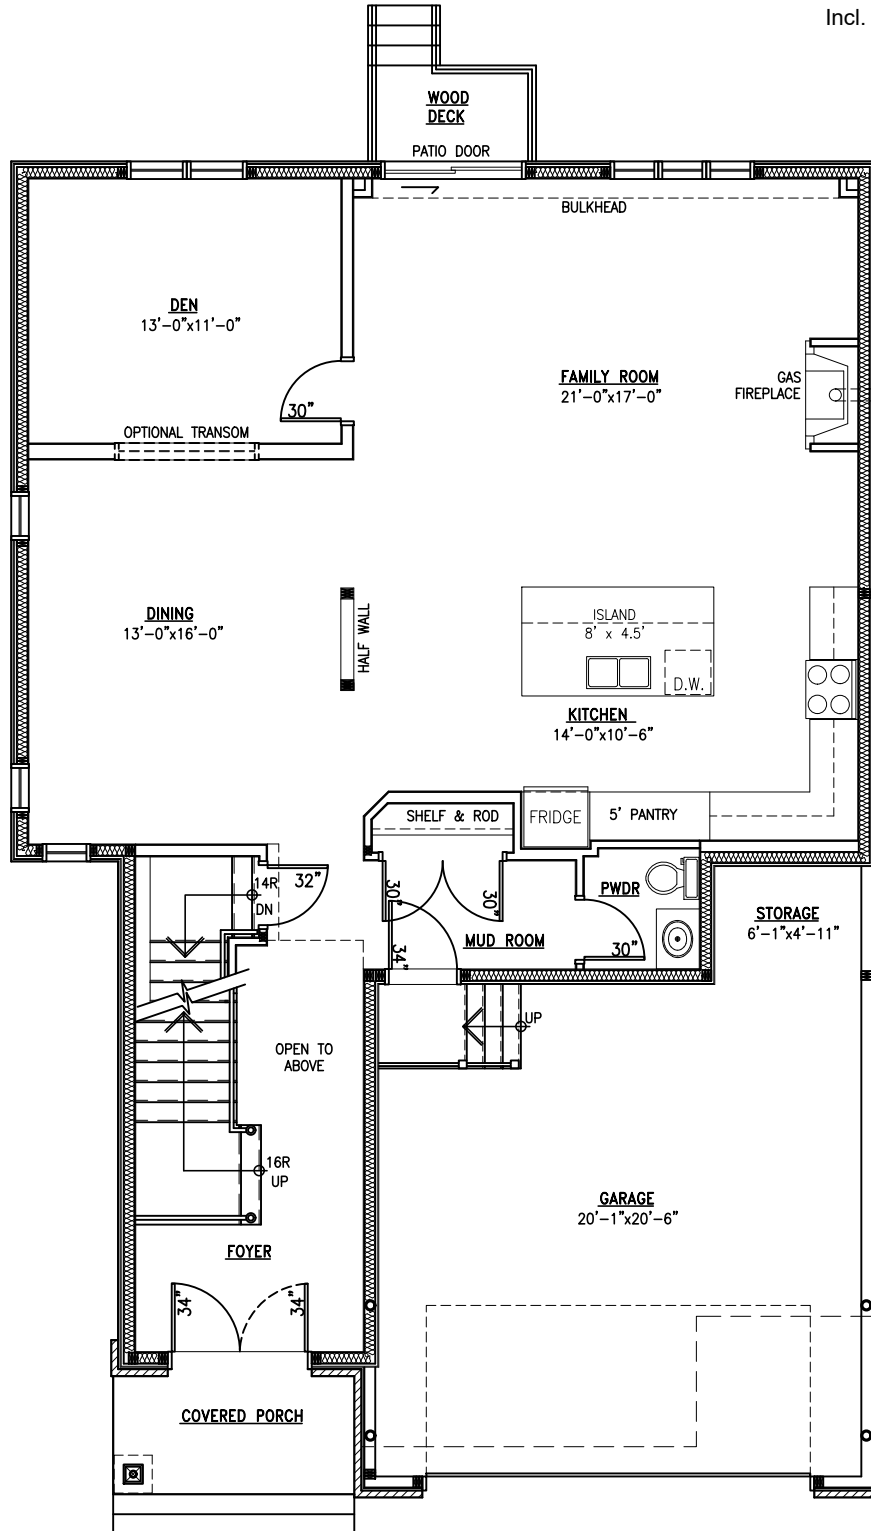 Incl.
WOOD
DECK
PATIO DOOR
BULKHEAD
DEN
13'-0"x11'-0"
FAMILY ROOM
21'-0"x17'-0"
GAS
FIREPLACE
30"
OPTIONAL TRANSOM
DINING
13'-0"x16'-0"
HALF WALL
ISLAND
8' x 4.5'
D.W.
KITCHEN
14'-0"x10'-6"
SHELF & ROD
FRIDGE
5' PANTRY
14R
DN
32"
30"
30"
PWDR
STORAGE
6'-1"x4'-11"
MUD ROOM
34"
30"
UP
OPEN TO
ABOVE
16R
UP
GARAGE
20'-1"x20'-6"
FOYER
34"
34"
COVERED PORCH